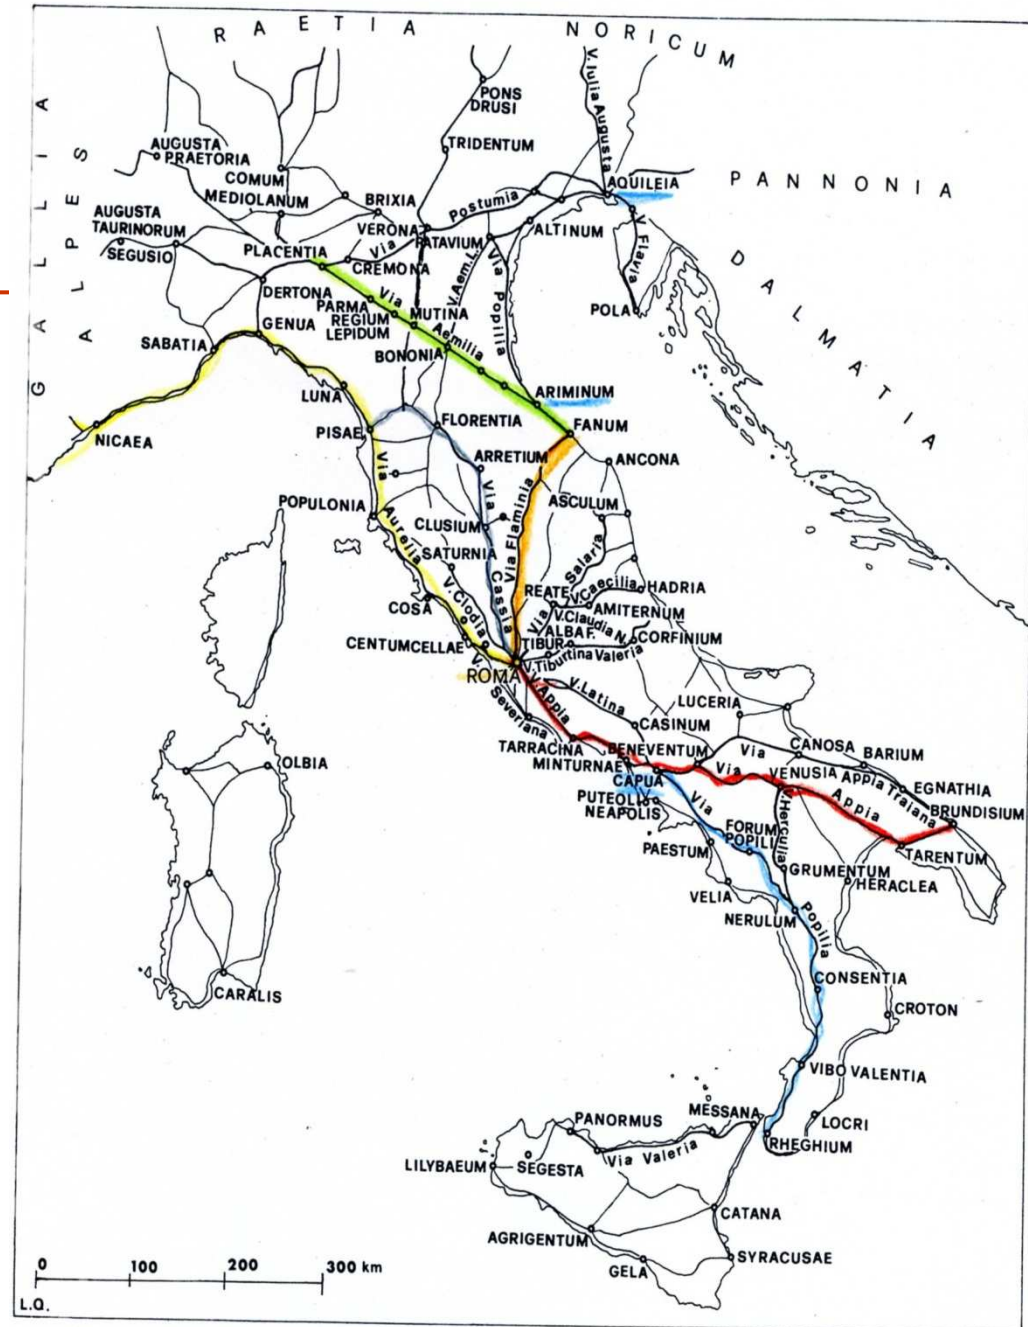 RAETIA
NORICUM
V. Iulia Augusta
PONS
DRUSI
TRIDENTUM
AUGUSTA
PRAETORIA
COMUM
MEDIOLANUM
BRIXIA
VERONA
Via Postumia
AQUILEIA
PANNONIA
GALLIA
ALPES
AUGUSTA
TAURINORUM
SEGUSIO
PLACENTIA
CREMONA
PATAVIUM
ALTINUM
V. Flavia
DALMATIA
V. Aem. L.
Via Popilia
POLA
DERTONA
PARMA
REGIUM
LEPIDUM
MUTINA
Via Aemilia
BONONIA
GENUA
SABATIA
LUNA
ARIMINUM
NICAEA
PISAE
FLORENTIA
FANUM
ARRETIUM
ANCONA
Via Aurelia
POPULONIA
CLUSIUM
Via Cassia
Via Flaminia
ASCULUM
SATURNIA
V. Clodia
Via Salaria
COSA
REATE
V. Caecilia
HADRIA
AMITERNUM
V. Claudia N.
CENTUMCELLAE
ALBA F.
TIBUR
CORFINIUM
V. Tiburtina Valeria
ROMA
V. Severiana
V. Appia
V. Latina
LUCERIA
CASINUM
TARRACINA
MINTURNAE
BENEVENTUM
CAPUA
Via Appia Traiana
CANOSA
BARIUM
VENUSIA
EGNATHIA
Via Appia
BRUNDISIUM
OLBIA
PUTEOLI
NEAPOLIS
Via Popilia
FORUM
POPILI
V. Herculia
PAESTUM
TARENTUM
GRUMENTUM
HERACLEA
VELIA
NERULUM
CONSENTIA
CARALIS
CROTON
VIBO VALENTIA
PANORMUS
MESSANA
LOCRI
RHEGHIUM
Via Valeria
LILYBAEUM
SEGESTA
CATANA
AGRIGENTUM
GELA
SYRACUSAE
0 100 200 300 km
L.Q.